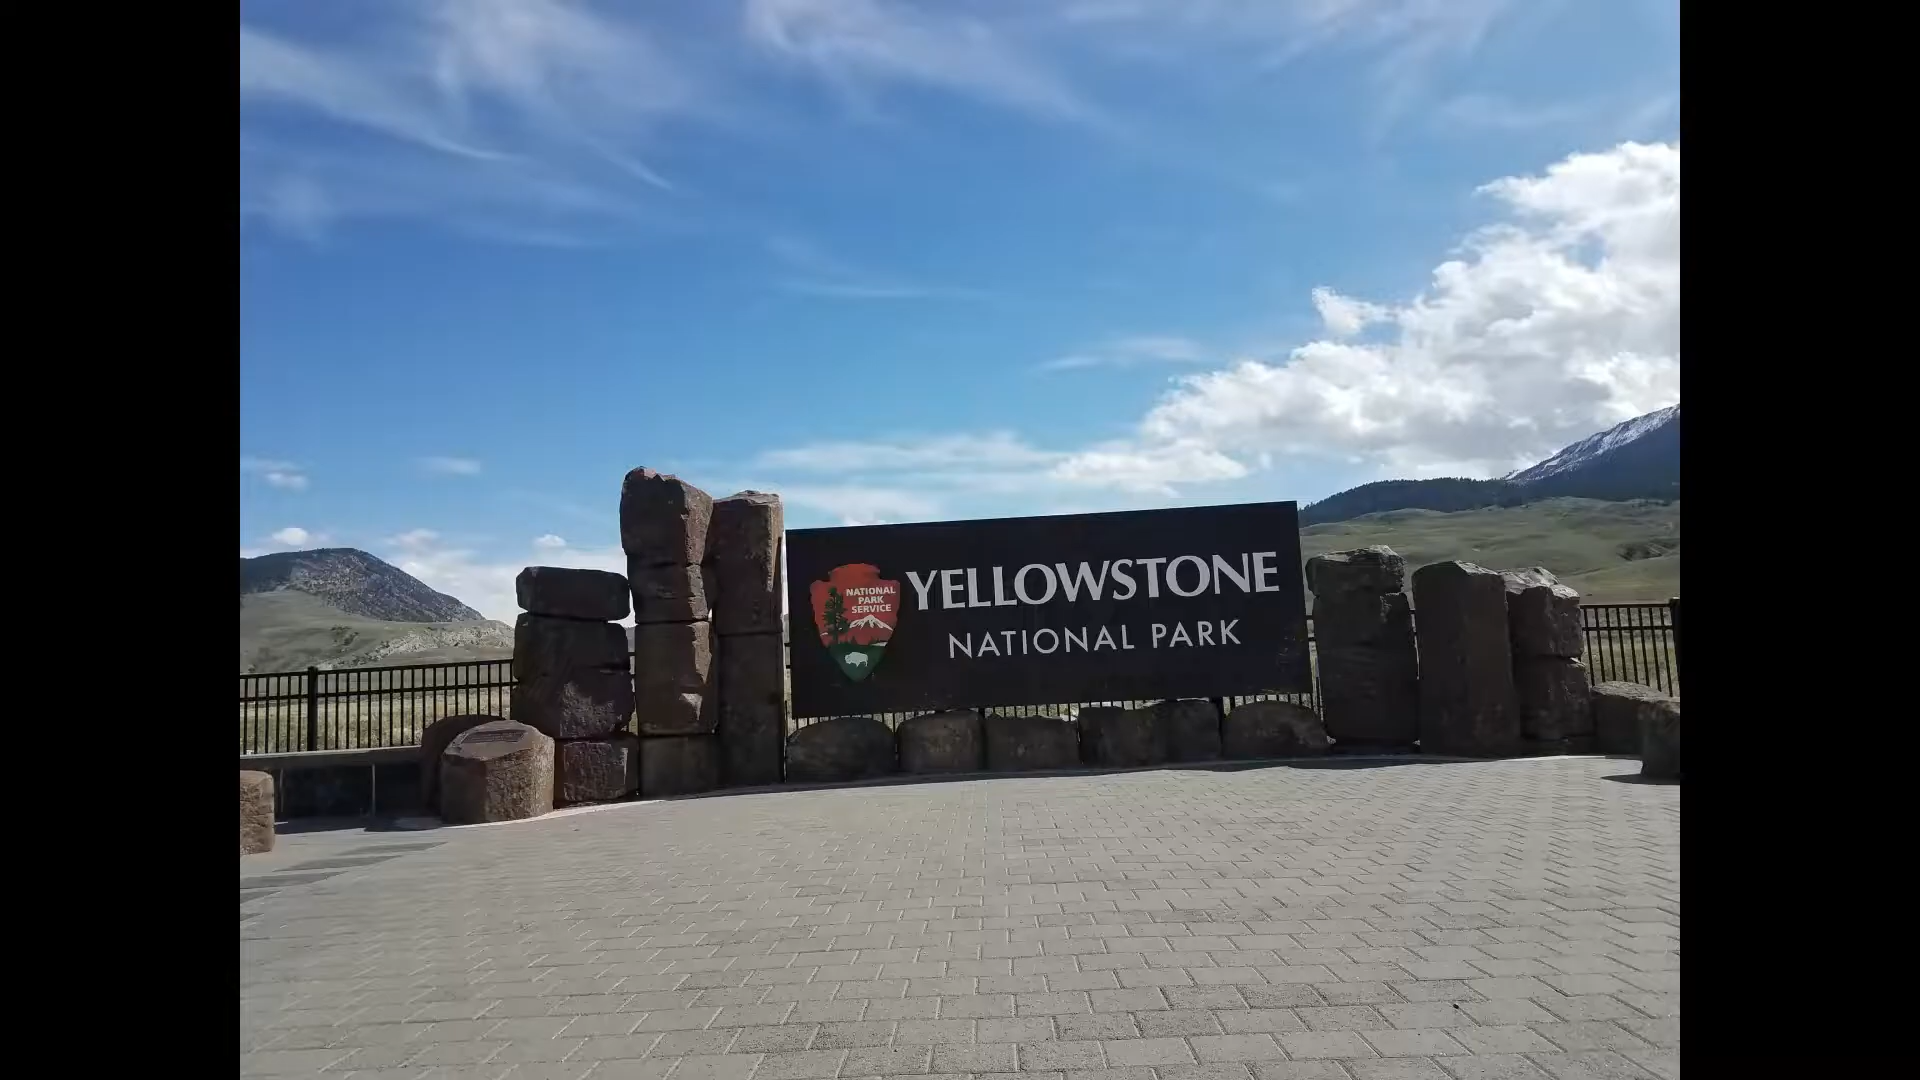 NATIONAL
PARK
SERVICE
YELLOWSTONE
NATIONAL PARK